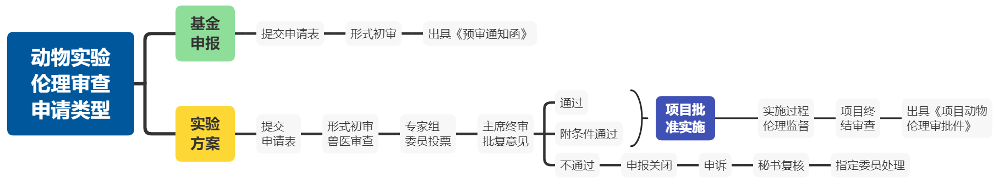 动物实验
伦理审查
申请类型
基金
申报
提交申请表
形式初审
出具《预审通知函》
实验
方案
提交
申请表
形式初审
兽医审查
专家组
委员投票
主席终审
批复意见
通过
附条件通过
项目批
准实施
实施过程
伦理监督
项目终
结审查
出具《项目动物
伦理审批件》
不通过
申报关闭
申诉
秘书复核
指定委员处理